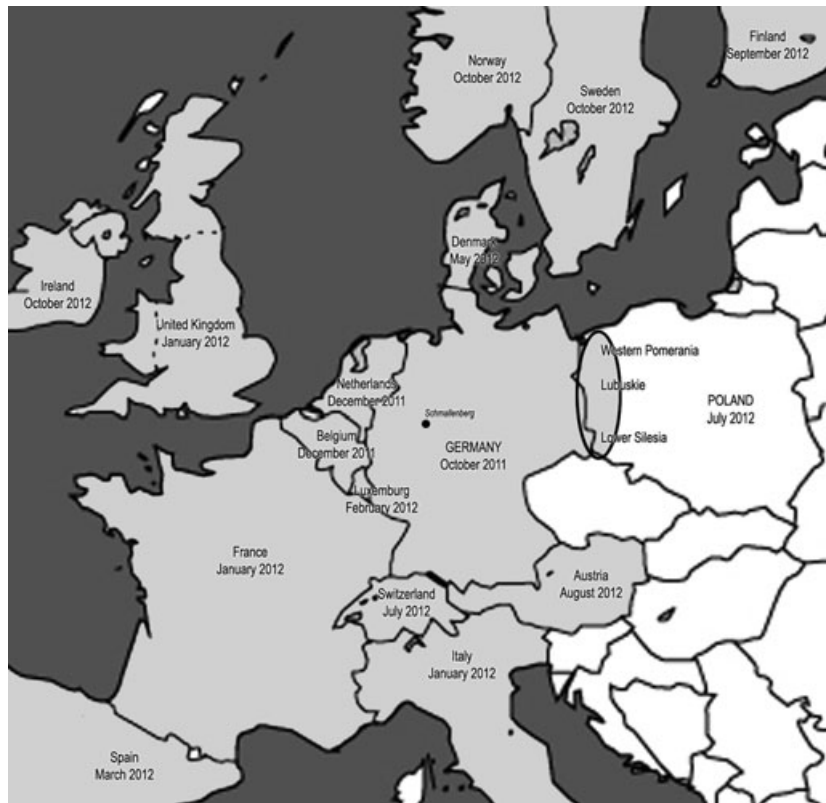 Finland
September 2012
Norway
October 2012
Sweden
October 2012
Denmark
May 2012
Ireland
October 2012
United Kingdom
January 2012
Western Pomerania
Netherlands
December 2011
Lubuskie
POLAND
July 2012
Schmallenberg
Belgium
December 2011
Lower Silesia
GERMANY
October 2011
Luxemburg
February 2012
France
January 2012
Austria
August 2012
Switzerland
July 2012
Italy
January 2012
Spain
March 2012